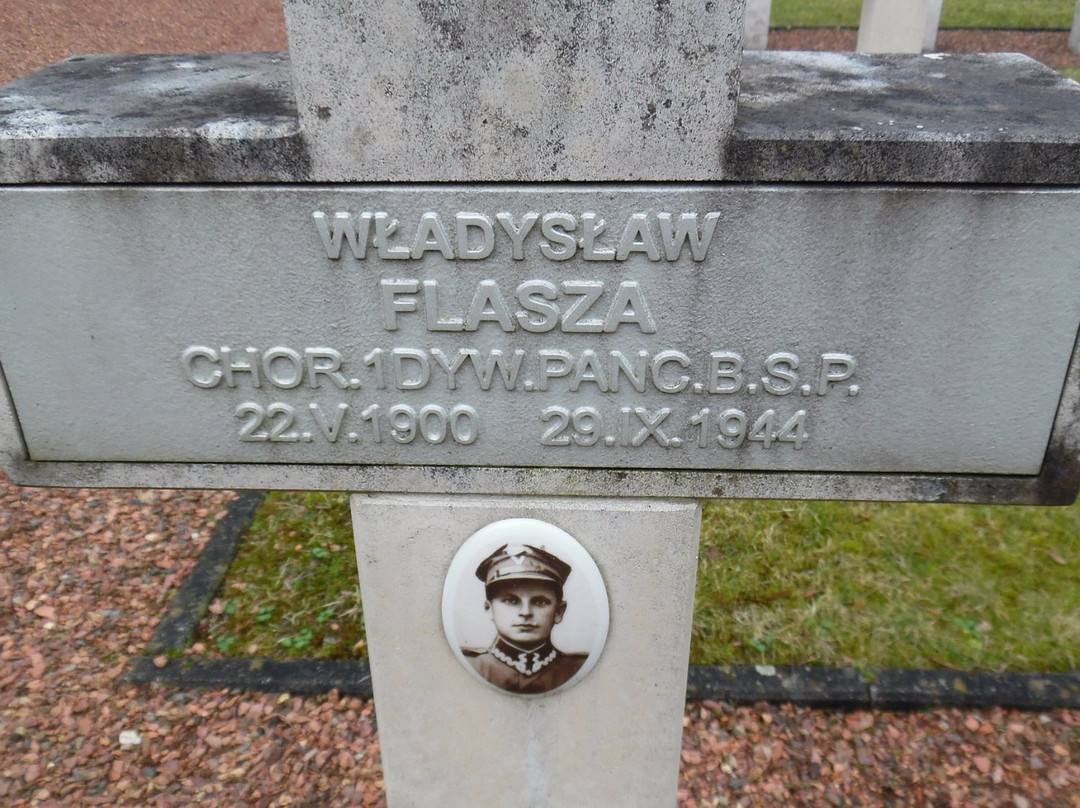 WŁADYSŁAW
FLASZA
CHOR.1DYW.PANC.B.S.P.
22.V.1900 29.IX.1944